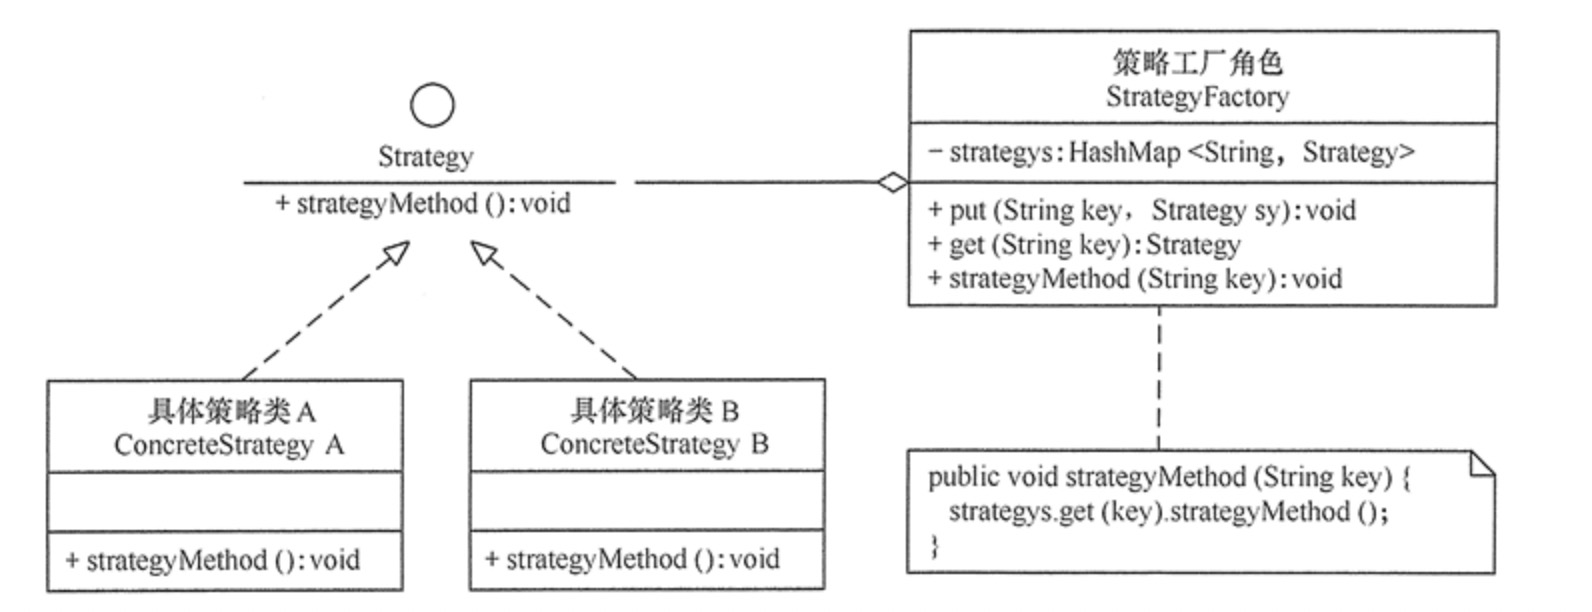 策略工厂角色
StrategyFactory
- strategys:HashMap <String, Strategy>
+ put (String key, Strategy sy):void
+ get (String key):Strategy
+ strategyMethod (String key):void
Strategy
+ strategyMethod ():void
具体策略类 A
ConcreteStrategy A
+ strategyMethod ():void
具体策略类 B
ConcreteStrategy B
+ strategyMethod ():void
public void strategyMethod (String key) {
strategys.get (key).strategyMethod ();
}